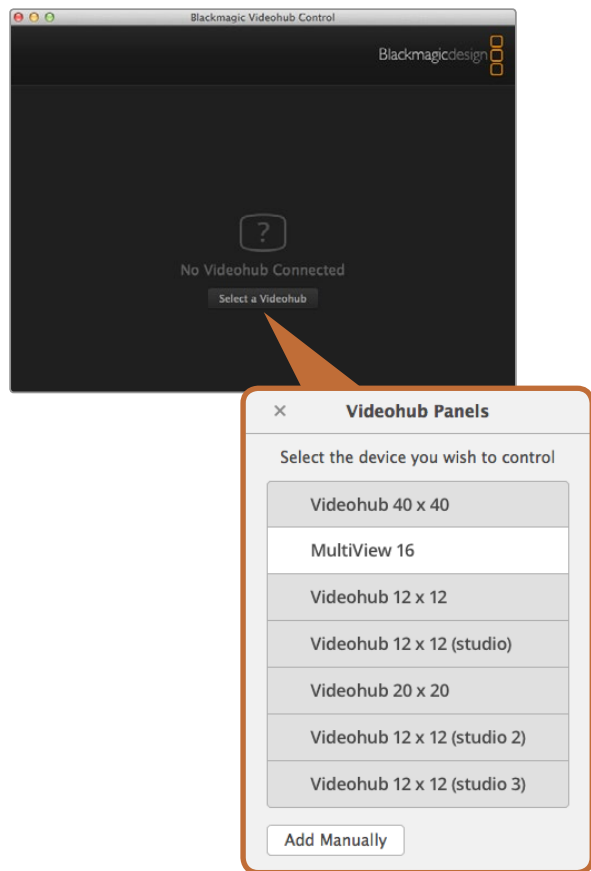 Blackmagic Videohub Control
Blackmagicdesign
?
No Videohub Connected
Select a Videohub
× Videohub Panels
Select the device you wish to control
Videohub 40 x 40
MultiView 16
Videohub 12 x 12
Videohub 12 x 12 (studio)
Videohub 20 x 20
Videohub 12 x 12 (studio 2)
Videohub 12 x 12 (studio 3)
Add Manually